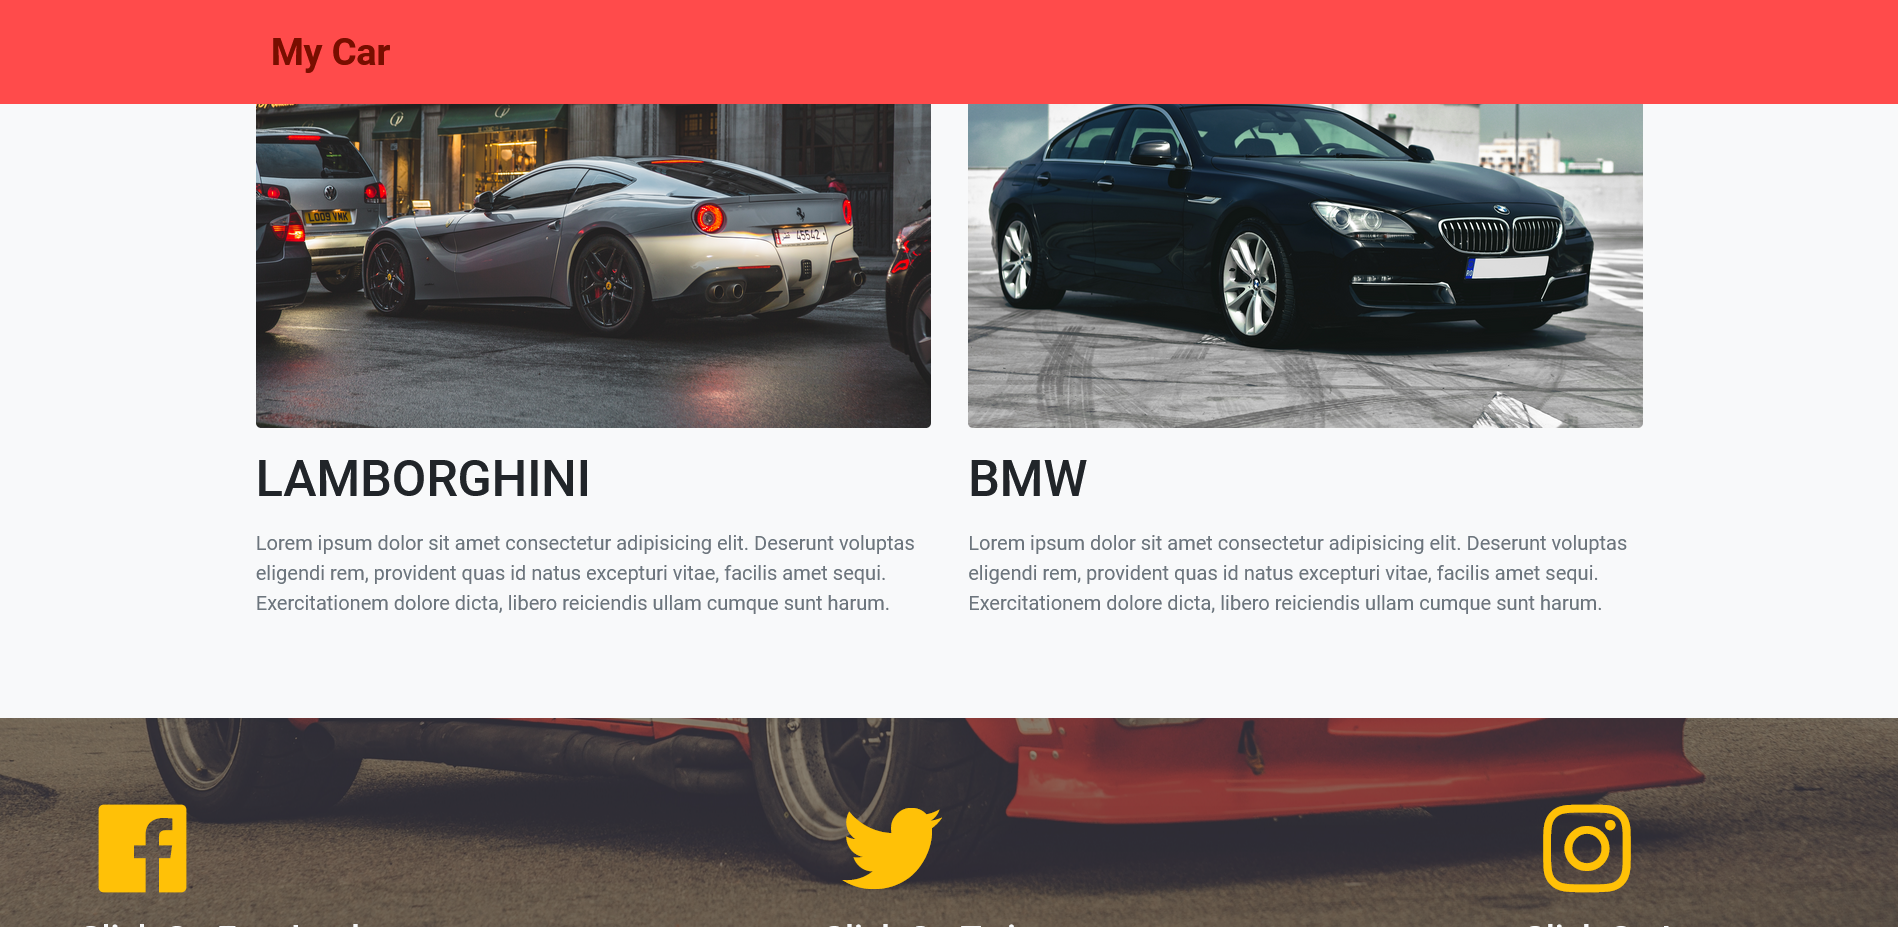 My Car
LD09 VWK
45542
LAMBORGHINI
BMW
Lorem ipsum dolor sit amet consectetur adipisicing elit. Deserunt voluptas
eligendi rem, provident quas id natus excepturi vitae, facilis amet sequi.
Exercitationem dolore dicta, libero reiciendis ullam cumque sunt harum.
Lorem ipsum dolor sit amet consectetur adipisicing elit. Deserunt voluptas
eligendi rem, provident quas id natus excepturi vitae, facilis amet sequi.
Exercitationem dolore dicta, libero reiciendis ullam cumque sunt harum.